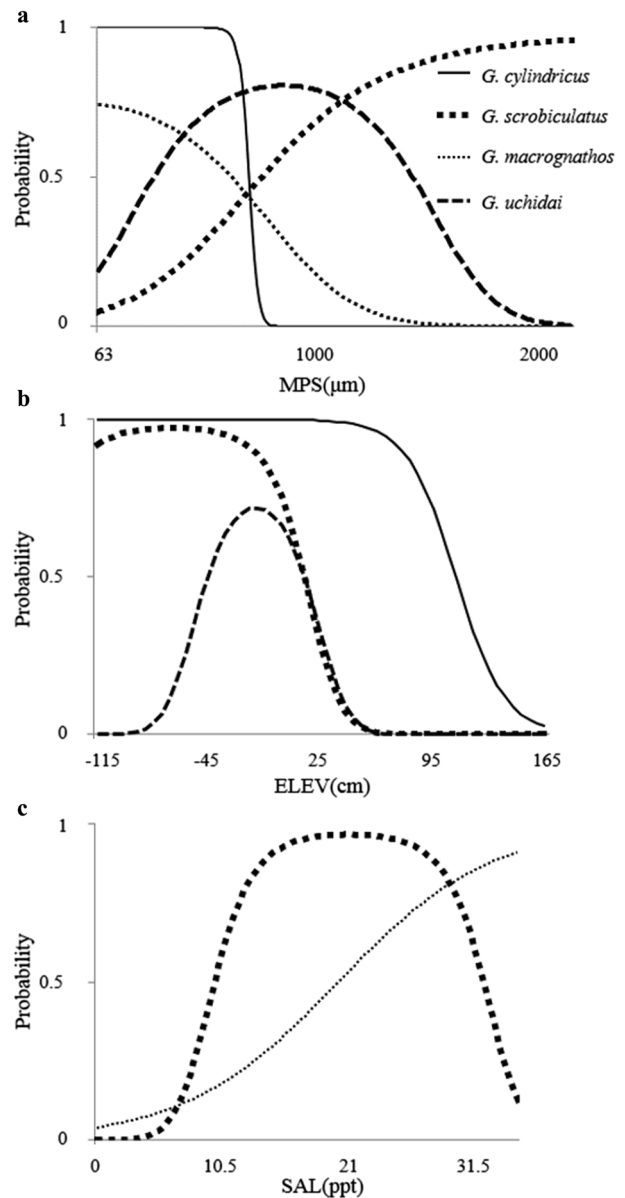 a
1
0.5
0
Probability
G. cylindricus
G. scrobiculatus
G. macrognathos
G. uchidai
63 1000 2000
MPS(μm)
b
1
0.5
0
Probability
-115 -45 25 95 165
ELEV(cm)
c
1
0.5
0
Probability
0 10.5 21 31.5
SAL(ppt)